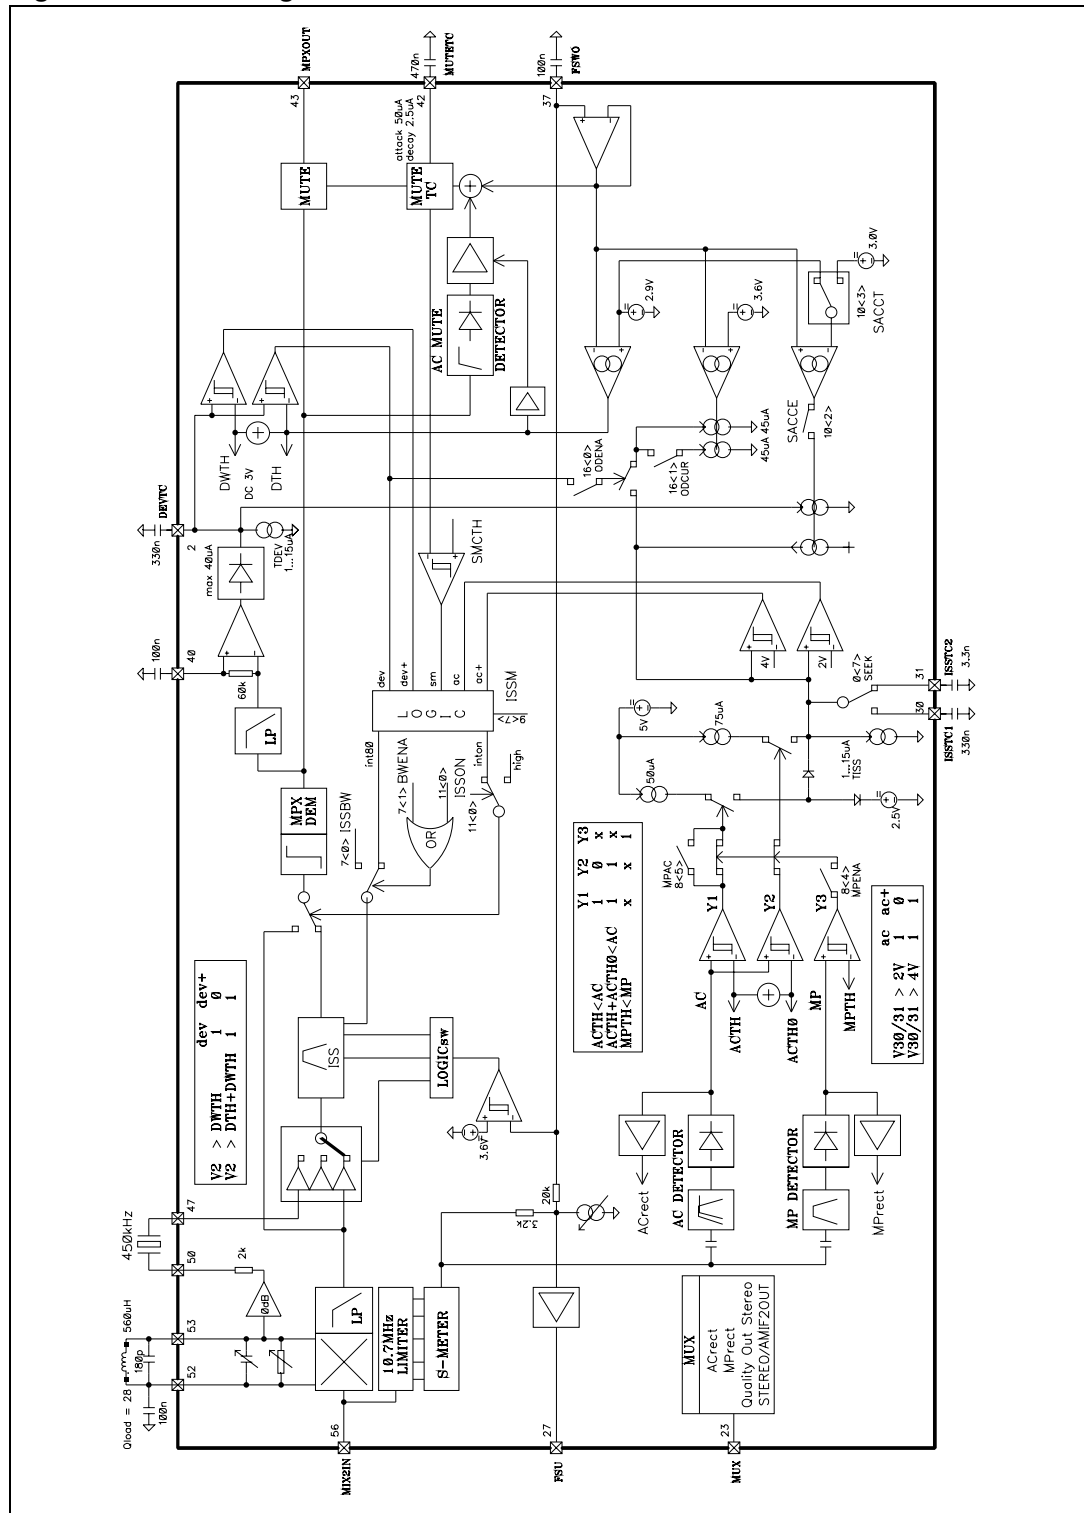 MPXOUT
MUTETC
FSWO
470n
100n
43
42
37
attack 50uA
decay 2.5uA
MUTE
MUTE
TC
AC MUTE
DETECTOR
2.9V
3.6V
3.0V
10<3>
SACCT
DWTH
DC 3V
DTH
SACCE
10<2>
45uA 45uA
16<0>
ODENA
16<1>
ODCUR
DEVTC
330n
2
max 40uA
TDEV
1...15uA
SMCTH
100n
40
60k
LP
dev
dev+
sm
ac
ac+
LOGIC
ISSM
9<7>
int80
inton
high
4V
2V
0<7>
SEEK
31
30
ISSTC2
3.3n
ISSTC1
330n
5V
75uA
50uA
1...15uA
TISS
2.5V
MPX
DEM
7<0> ISSBW
7<1> BWENA
OR
11<0>
ISSON
11<0>
Y1 Y2 Y3
ACTH<AC 1 0 x
ACTH+ACTH0<AC 1 1 x
MPTH<MP x x 1
MPAC
8<5>
8<4>
MPENA
Y1
Y2
Y3
AC
ACTH
ACTH0
MP
MPTH
ac ac+
V30/31 > 2V 1 0
V30/31 > 4V 1 1
dev dev+
V2 > DWTH 1 0
V2 > DTH+DWTH 1 1
ISS
LOGICsw
3.6V
20k
3.2k
ACrect
AC DETECTOR
MP DETECTOR
MPrect
47
450kHz
50
2k
0dB
53
560uH
180p
52
Qload = 28
100n
LP
10.7MHz
LIMITER
S-METER
56
MIX2IN
27
FSU
23
MUX
MUX
ACrect
MPrect
Quality Out Stereo
STEREO/AMIF2OUT